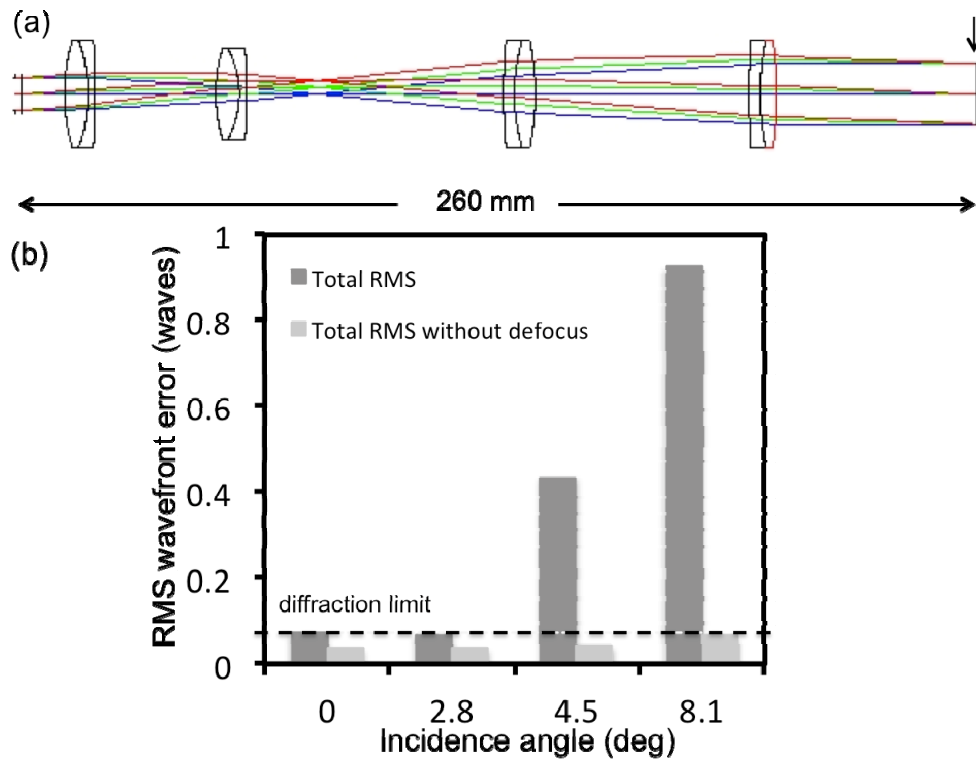 (a)
260 mm
(b)
RMS wavefront error (waves)
1
0.8
0.6
0.4
0.2
0
Total RMS
Total RMS without defocus
diffraction limit
0 2.8 4.5 8.1
Incidence angle (deg)